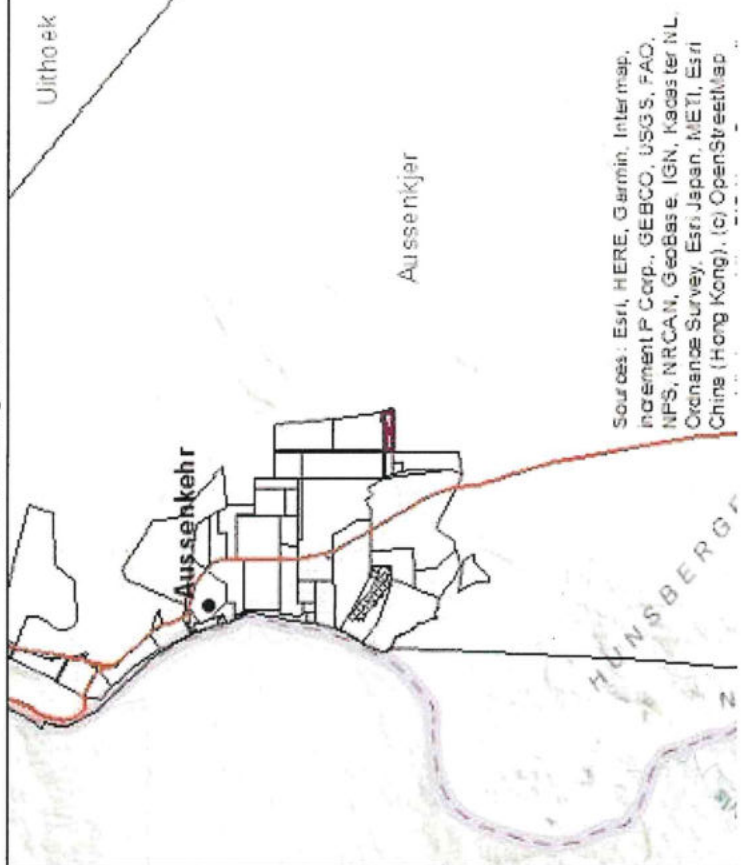 Uithoek
Aussenkjer
Aussenkehr
HUNSBERGE
N
Sources: Esri, HERE, Garmin, Intermap,
increment P Corp., GEBCO, USGS, FAO,
NPS, NRCAN, GeoBase, IGN, Kadaster NL,
Ordnance Survey, Esri Japan, METI, Esri
China (Hong Kong), (c) OpenStreetMap